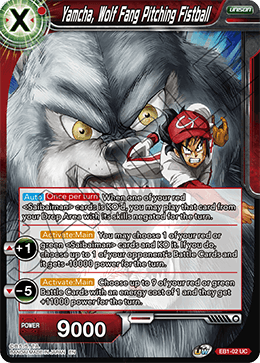 X
Yamcha, Wolf Fang Pitching Fistball
UNISON
Auto Once per turn When one of your red
<Saibaiman> cards is KO'd, you may play that card from
your Drop Area with its skills negated for the turn.
+1 Activate:Main You may choose 1 of your red or
green <Saibaiman> cards and KO it. If you do,
choose up to 1 of your opponent's Battle Cards and
it gets -10000 power for the turn.
-5 Activate:Main Choose up to 9 of your red or green
Battle Cards with an energy cost of 1 and they get
+11000 power for the turn.
POWER 9000
EB1-02 UC